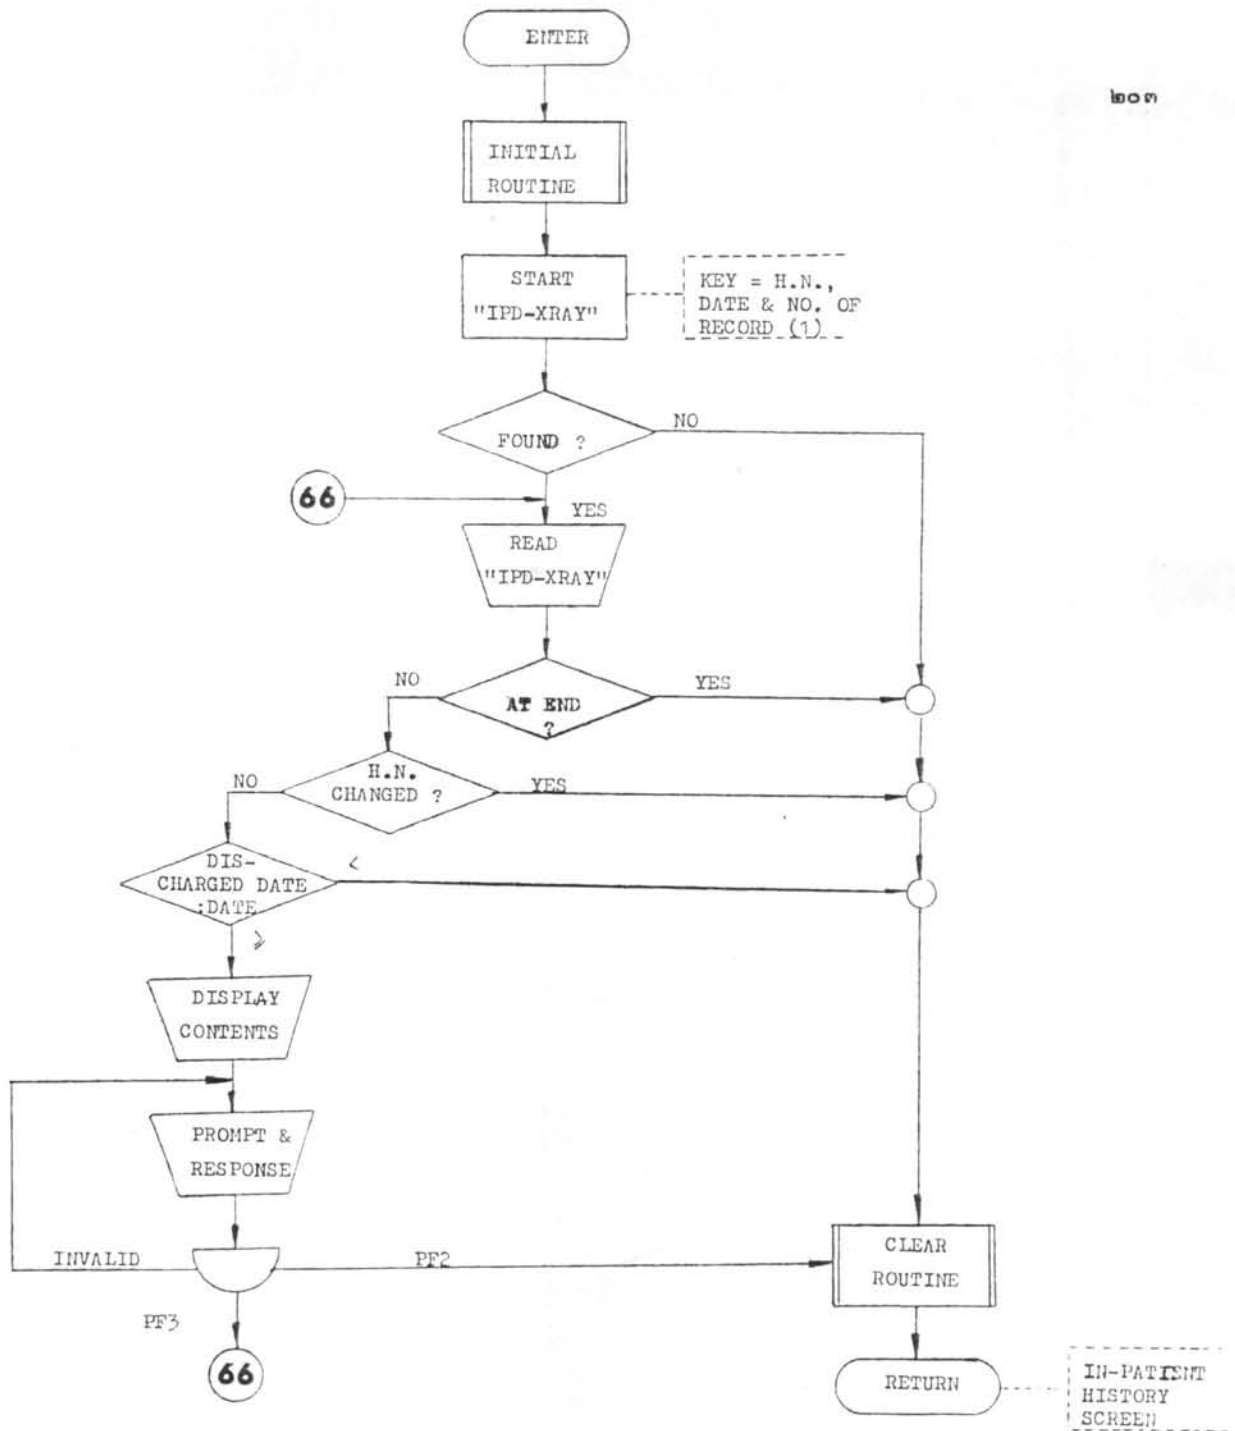 ENTER
๒๐๓
INITIAL
ROUTINE
START
"IPD-XRAY"
KEY = H.N.,
DATE & NO. OF
RECORD (1)
FOUND ?
NO
66
YES
READ
"IPD-XRAY"
NO
AT END
?
YES
H.N.
CHANGED ?
NO
YES
DIS-
CHARGED DATE
:DATE
<
⩾
DISPLAY
CONTENTS
PROMPT &
RESPONSE
INVALID
PF2
CLEAR
ROUTINE
PF3
66
RETURN
IN-PATIENT
HISTORY
SCREEN